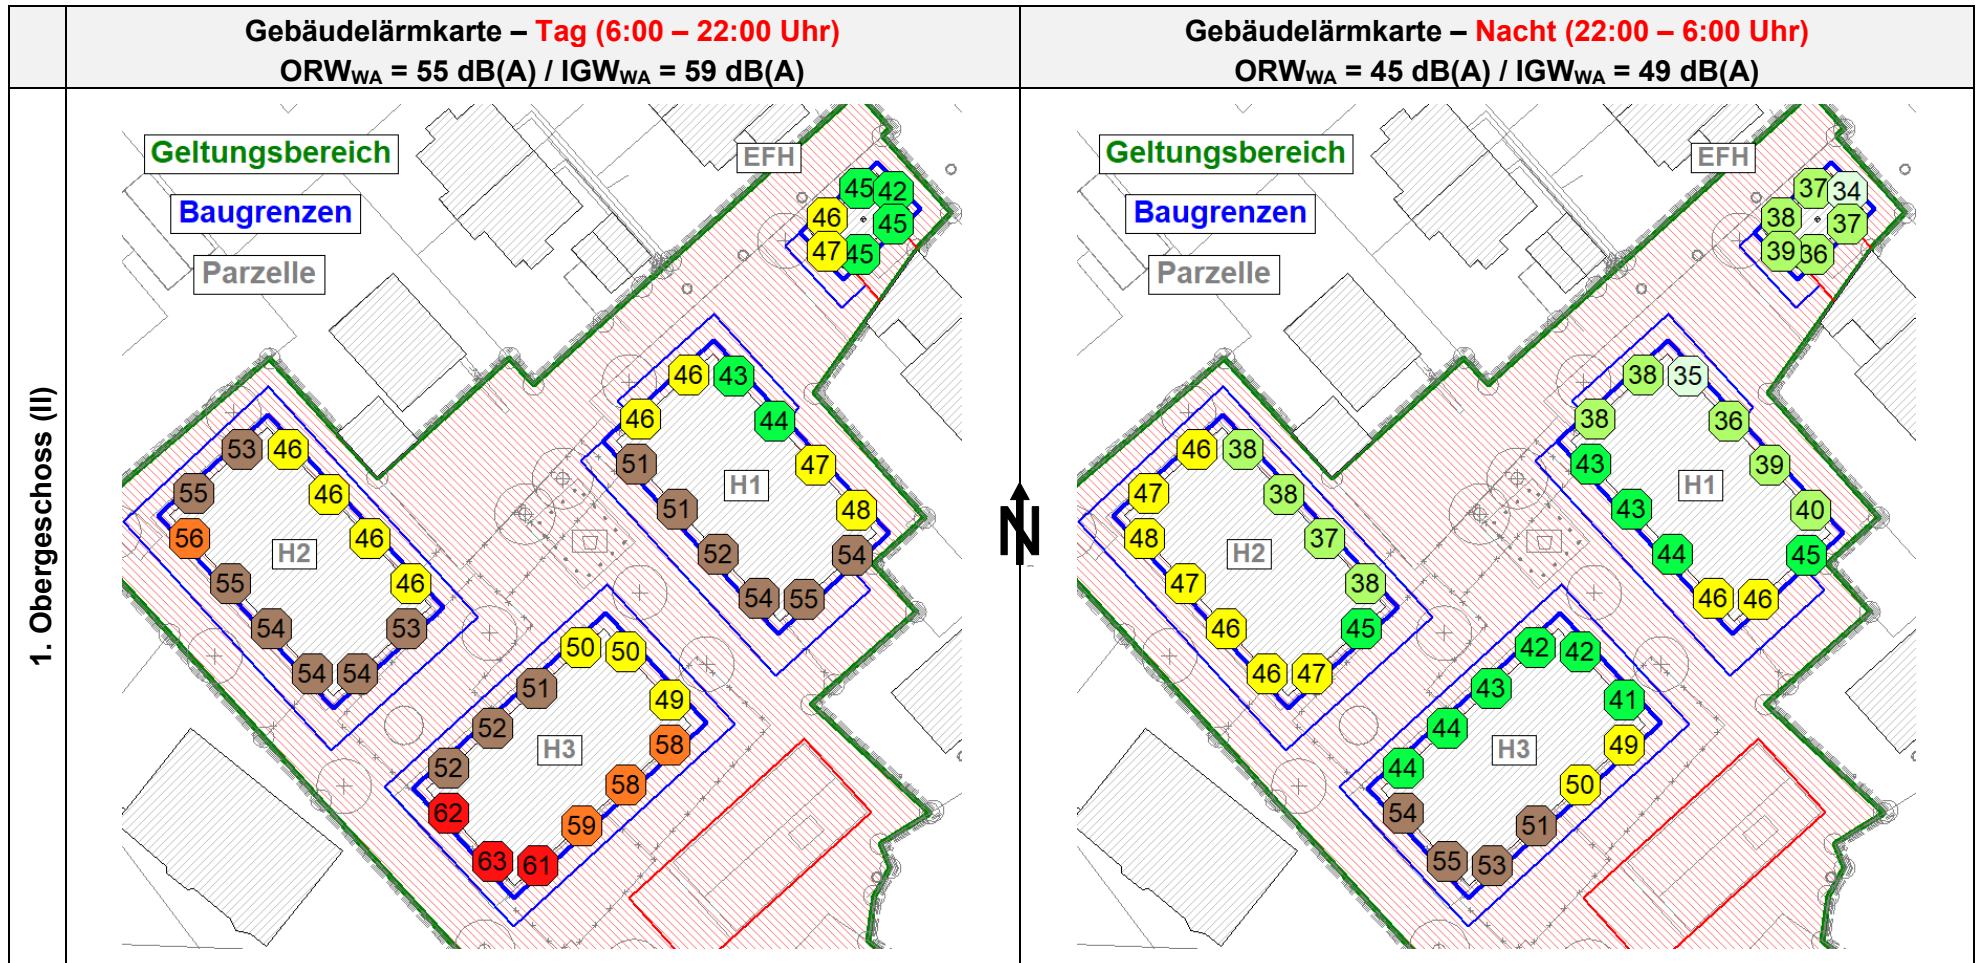 Gebäudelärmkarte – Tag (6:00 – 22:00 Uhr)
ORWWA = 55 dB(A) / IGWWA = 59 dB(A)
Gebäudelärmkarte – Nacht (22:00 – 6:00 Uhr)
ORWWA = 45 dB(A) / IGWWA = 49 dB(A)
1. Obergeschoss (II)
Geltungsbereich
Baugrenzen
Parzelle
EFH
45 42
46 45
47 45
46 43
46 44
51 47
H1
51 48
52 54
54 55
53 46
55 46
56 46
H2
55 46
54 53
54 54
50 50
51 49
52 58
H3
52 58
62 59
63 61
N
Geltungsbereich
Baugrenzen
Parzelle
EFH
37 34
38 37
39 36
38 35
38 36
43 39
H1
43 40
44 45
46 46
46 38
47 38
48 37
H2
47 38
46 45
46 47
42 42
43 41
44 49
H3
44 50
54 51
55 53